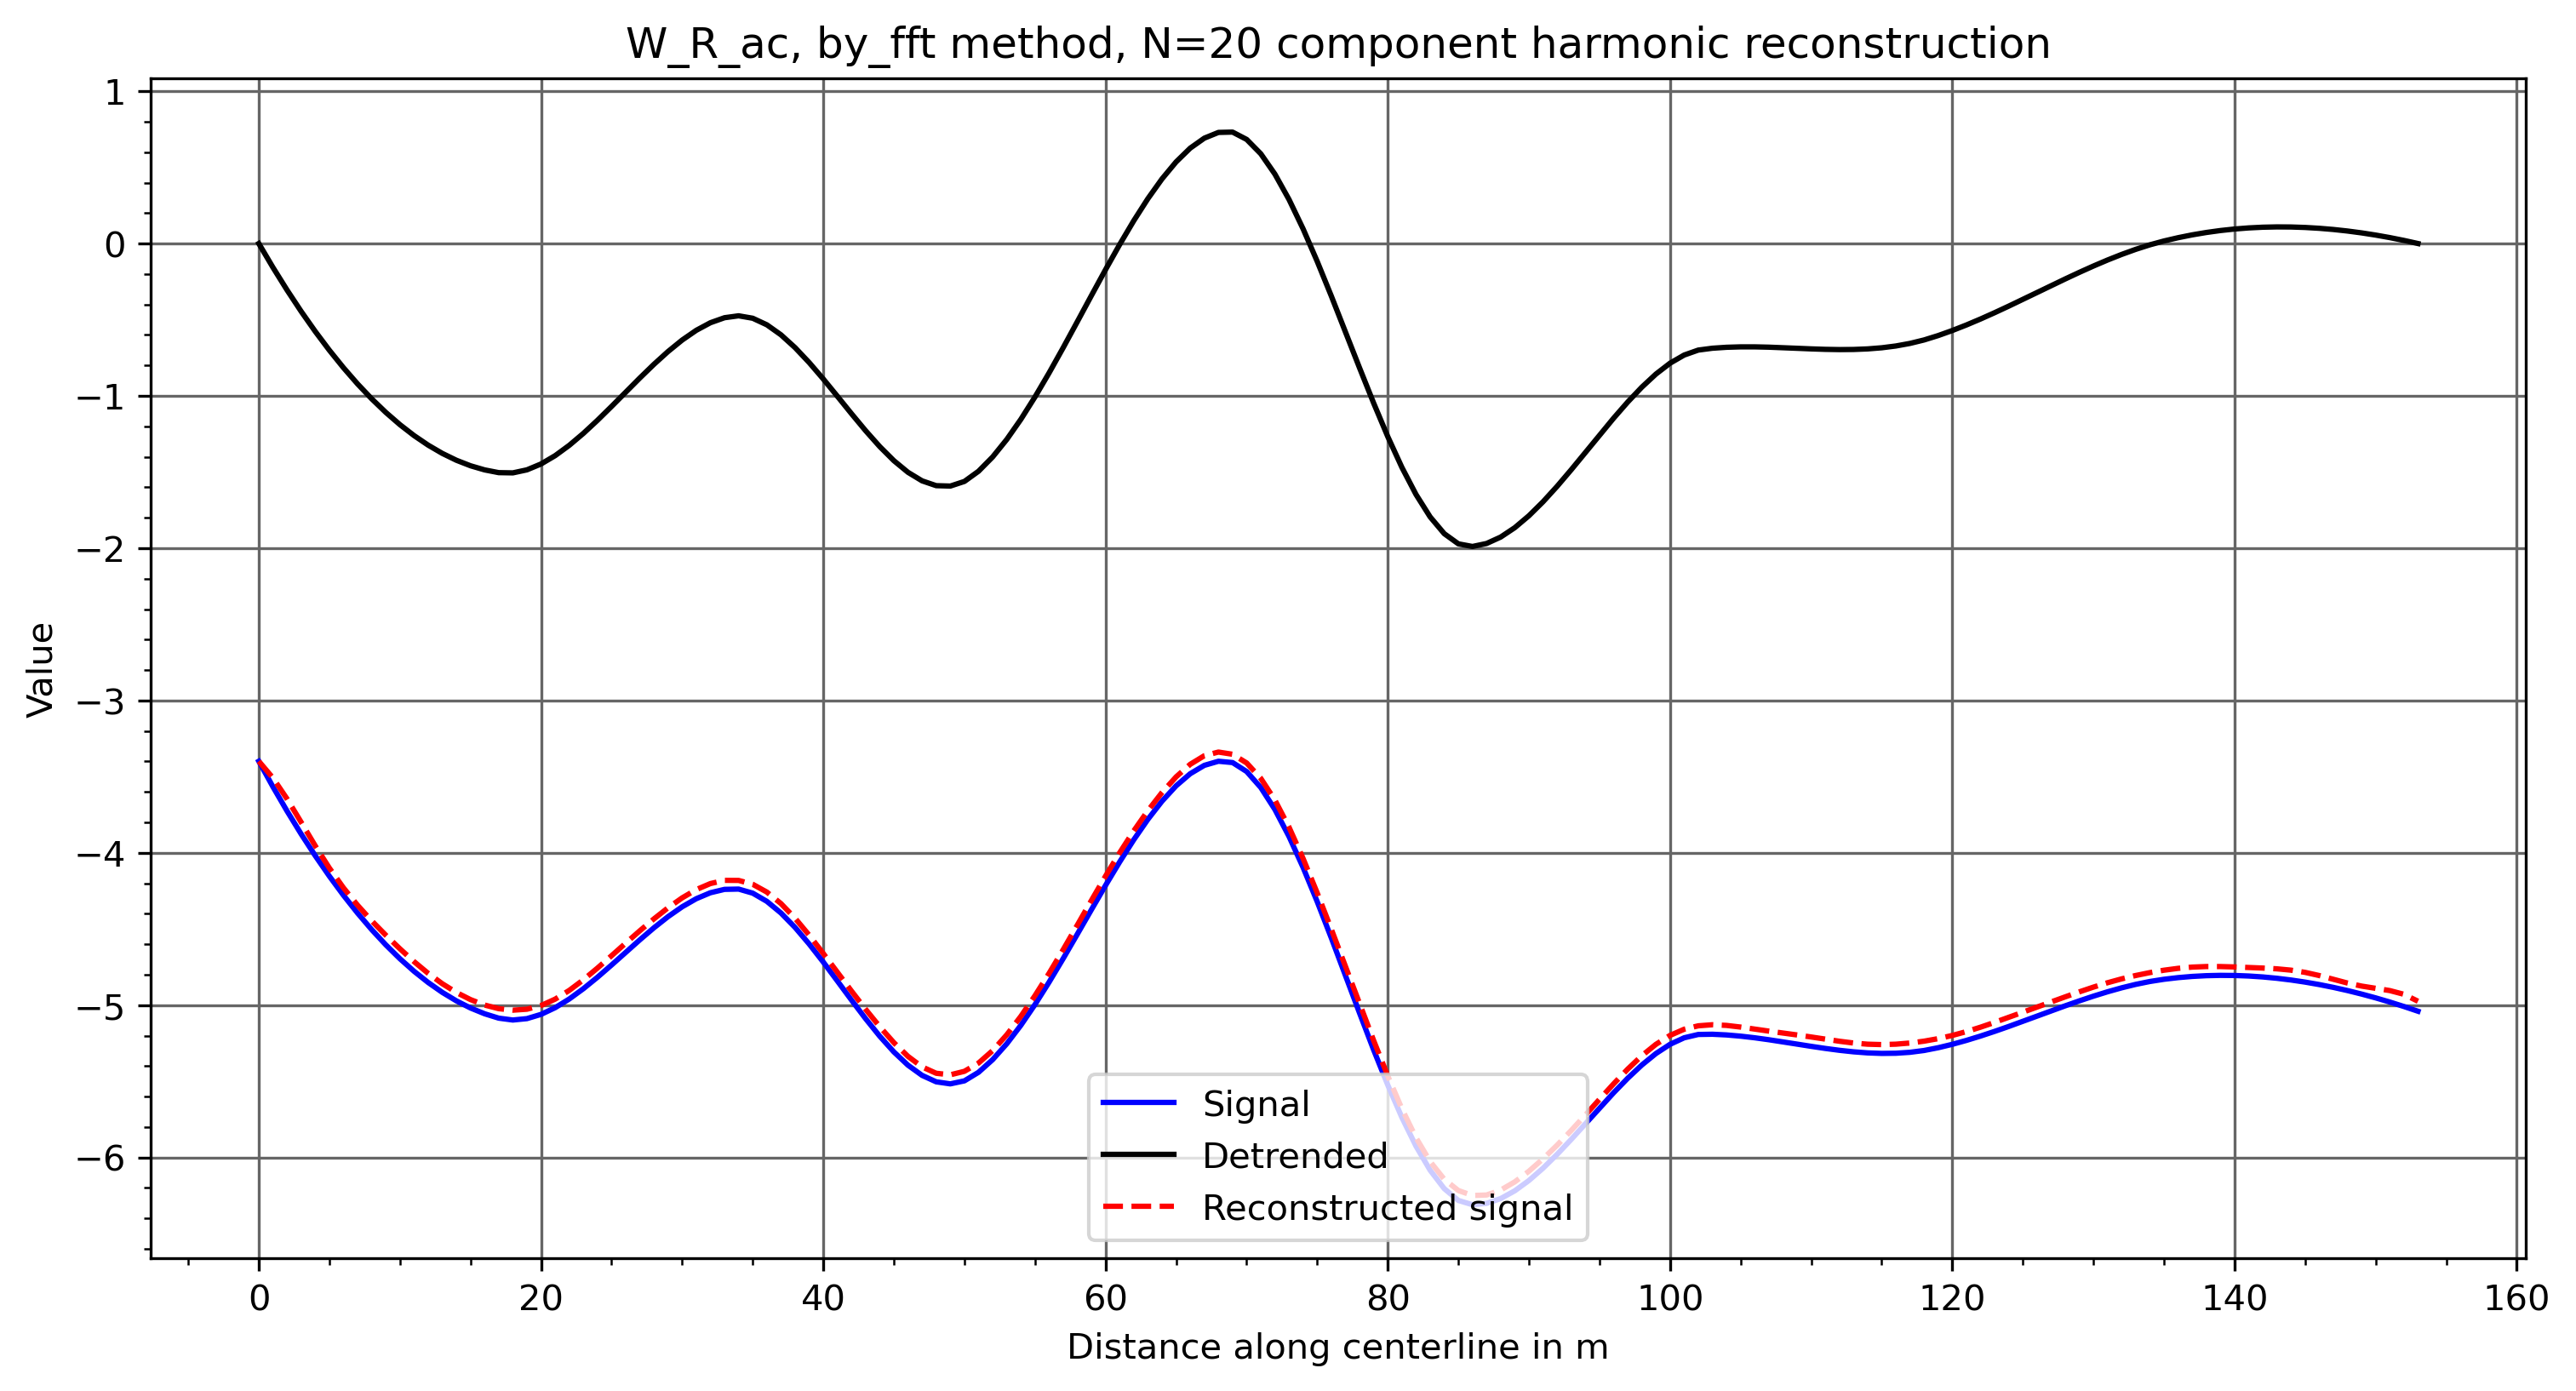 W_R_ac, by_fft method, N=20 component harmonic reconstruction
1
0
−1
−2
−3
−4
−5
−6
Value
Signal
Detrended
Reconstructed signal
0 20 40 60 80 100 120 140 160
Distance along centerline in m